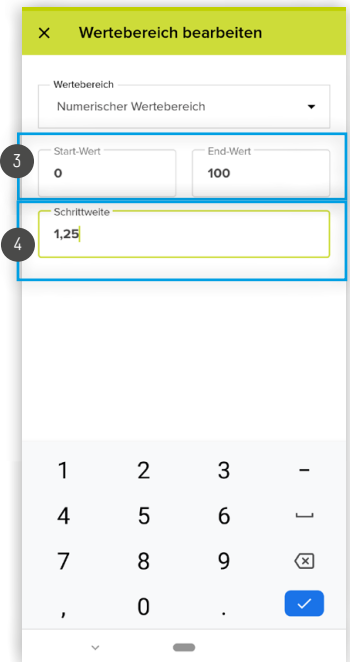 × Wertebereich bearbeiten
Wertebereich
Numerischer Wertebereich
3
Start-Wert End-Wert
0 100
Schrittweite
4
1,25
1 2 3 –
4 5 6
7 8 9
, 0 .